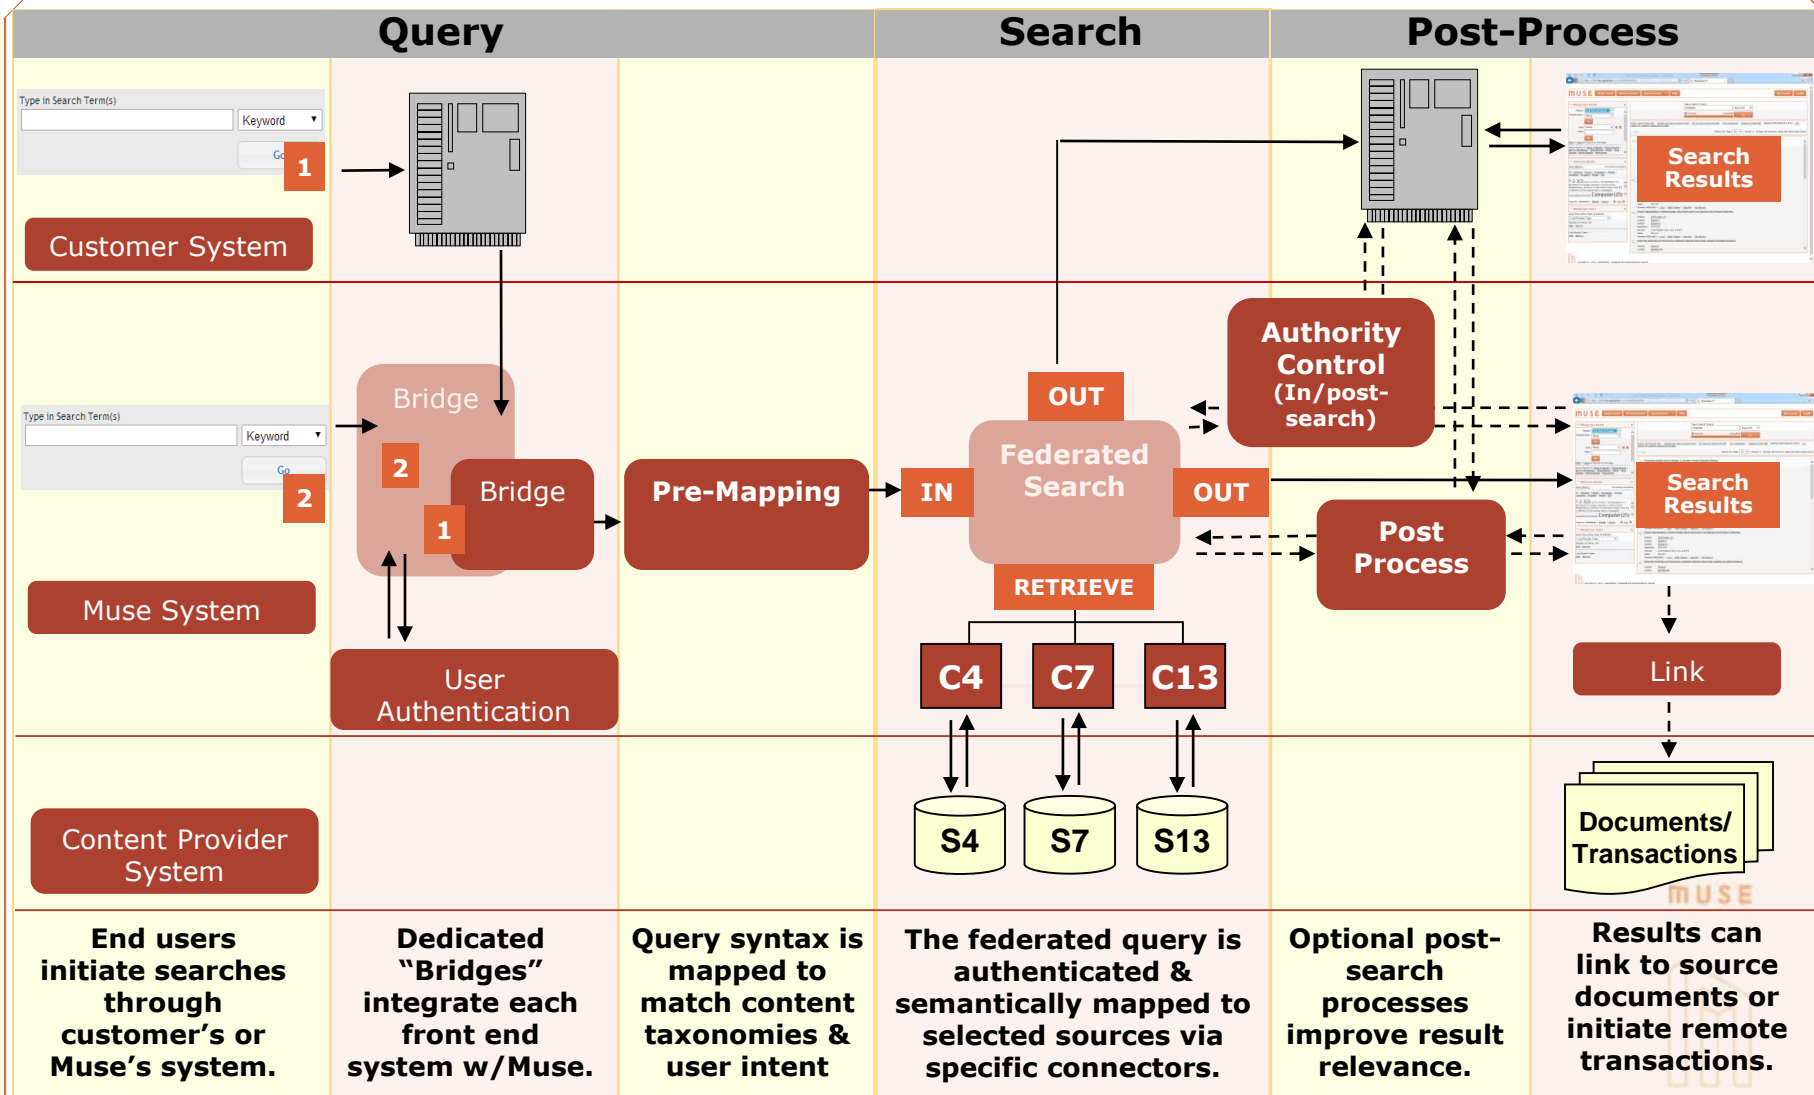 Query
Search
Post-Process
Type in Search Term(s)
Keyword
Go
1
Customer System
muse
Search
Results
Type in Search Term(s)
Keyword
Go
2
Bridge
2
1
Bridge
Muse System
User
Authentication
Pre-Mapping
IN
OUT
Federated
Search
OUT
RETRIEVE
C4
C7
C13
Authority
Control
(In/post-
search)
Post
Process
muse
Search
Results
Link
Content Provider
System
S4
S7
S13
Documents/
Transactions
muse
End users
initiate searches
through
customer’s or
Muse’s system.
Dedicated
“Bridges”
integrate each
front end
system w/Muse.
Query syntax is
mapped to
match content
taxonomies &
user intent
The federated query is
authenticated &
semantically mapped to
selected sources via
specific connectors.
Optional post-
search
processes
improve result
relevance.
Results can
link to source
documents or
initiate remote
transactions.